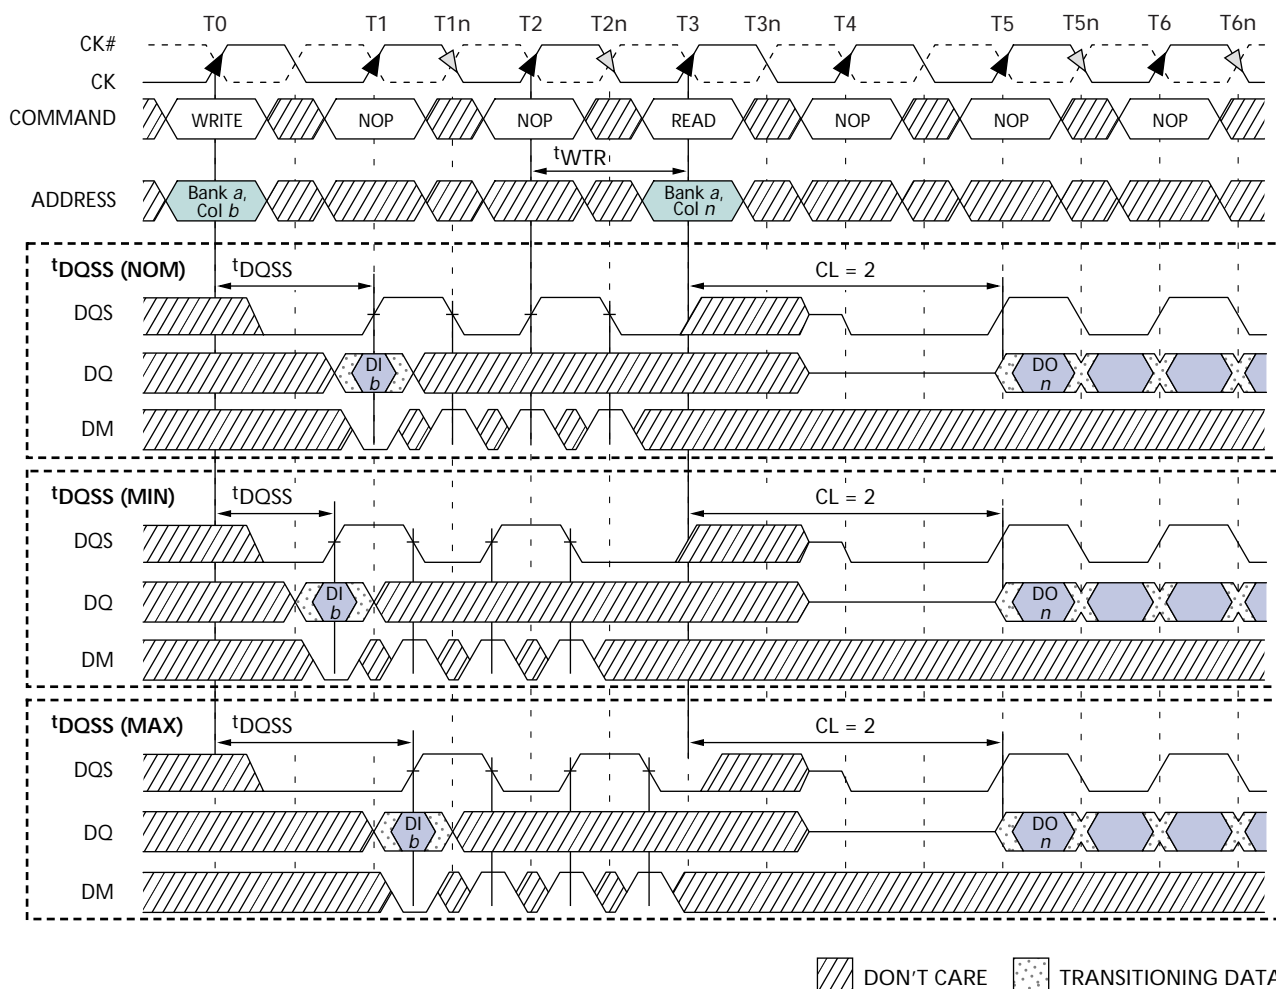 T0 T1 T1n T2 T2n T3 T3n T4 T5 T5n T6 T6n
CK#
CK
COMMAND WRITE NOP NOP READ NOP NOP NOP
tWTR
ADDRESS Bank a, Col b Bank a, Col n
tDQSS (NOM) tDQSS CL = 2
DQS
DQ DI b DO n
DM
tDQSS (MIN) tDQSS CL = 2
DQS
DQ DI b DO n
DM
tDQSS (MAX) tDQSS CL = 2
DQS
DQ DI b DO n
DM
DON'T CARE TRANSITIONING DATA